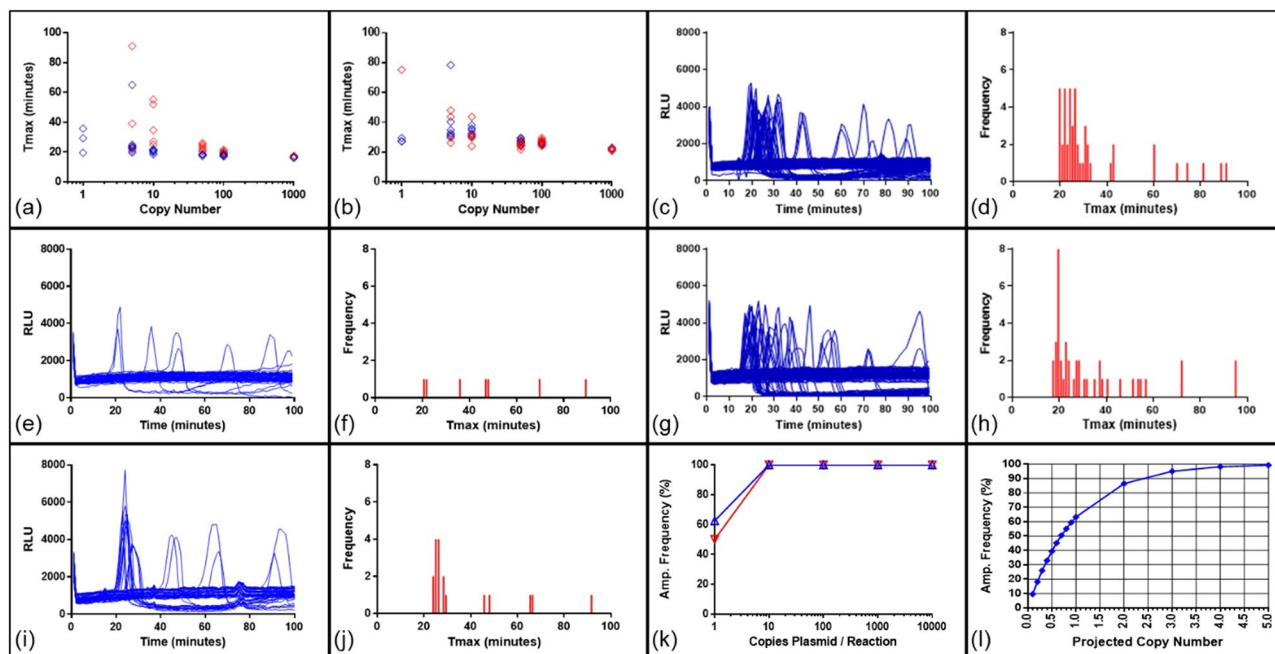 100
80
60
40
20
0
Tmax (minutes)
1 10 100 1000
Copy Number
(a)
100
80
60
40
20
0
Tmax (minutes)
1 10 100 1000
Copy Number
(b)
8000
6000
4000
2000
0
RLU
0 10 20 30 40 50 60 70 80 90 100
Time (minutes)
(c)
8
6
4
2
0
Frequency
0 20 40 60 80 100
Tmax (minutes)
(d)
8000
6000
4000
2000
0
RLU
0 20 40 60 80 100
Time (minutes)
(e)
8
6
4
2
0
Frequency
0 20 40 60 80 100
Tmax (minutes)
(f)
8000
6000
4000
2000
0
RLU
0 10 20 30 40 50 60 70 80 90 100
Time (minutes)
(g)
8
6
4
2
0
Frequency
0 20 40 60 80 100
Tmax (minutes)
(h)
8000
6000
4000
2000
0
RLU
0 20 40 60 80 100
Time (minutes)
(i)
8
6
4
2
0
Frequency
0 20 40 60 80 100
Tmax (minutes)
(j)
100
80
60
40
20
0
Amp. Frequency (%)
1 10 100 1000 10000
Copies Plasmid / Reaction
(k)
100
90
80
70
60
50
40
30
20
10
0
Amp. Frequency (%)
0.0 0.5 1.0 1.5 2.0 2.5 3.0 3.5 4.0 4.5 5.0
Projected Copy Number
(l)